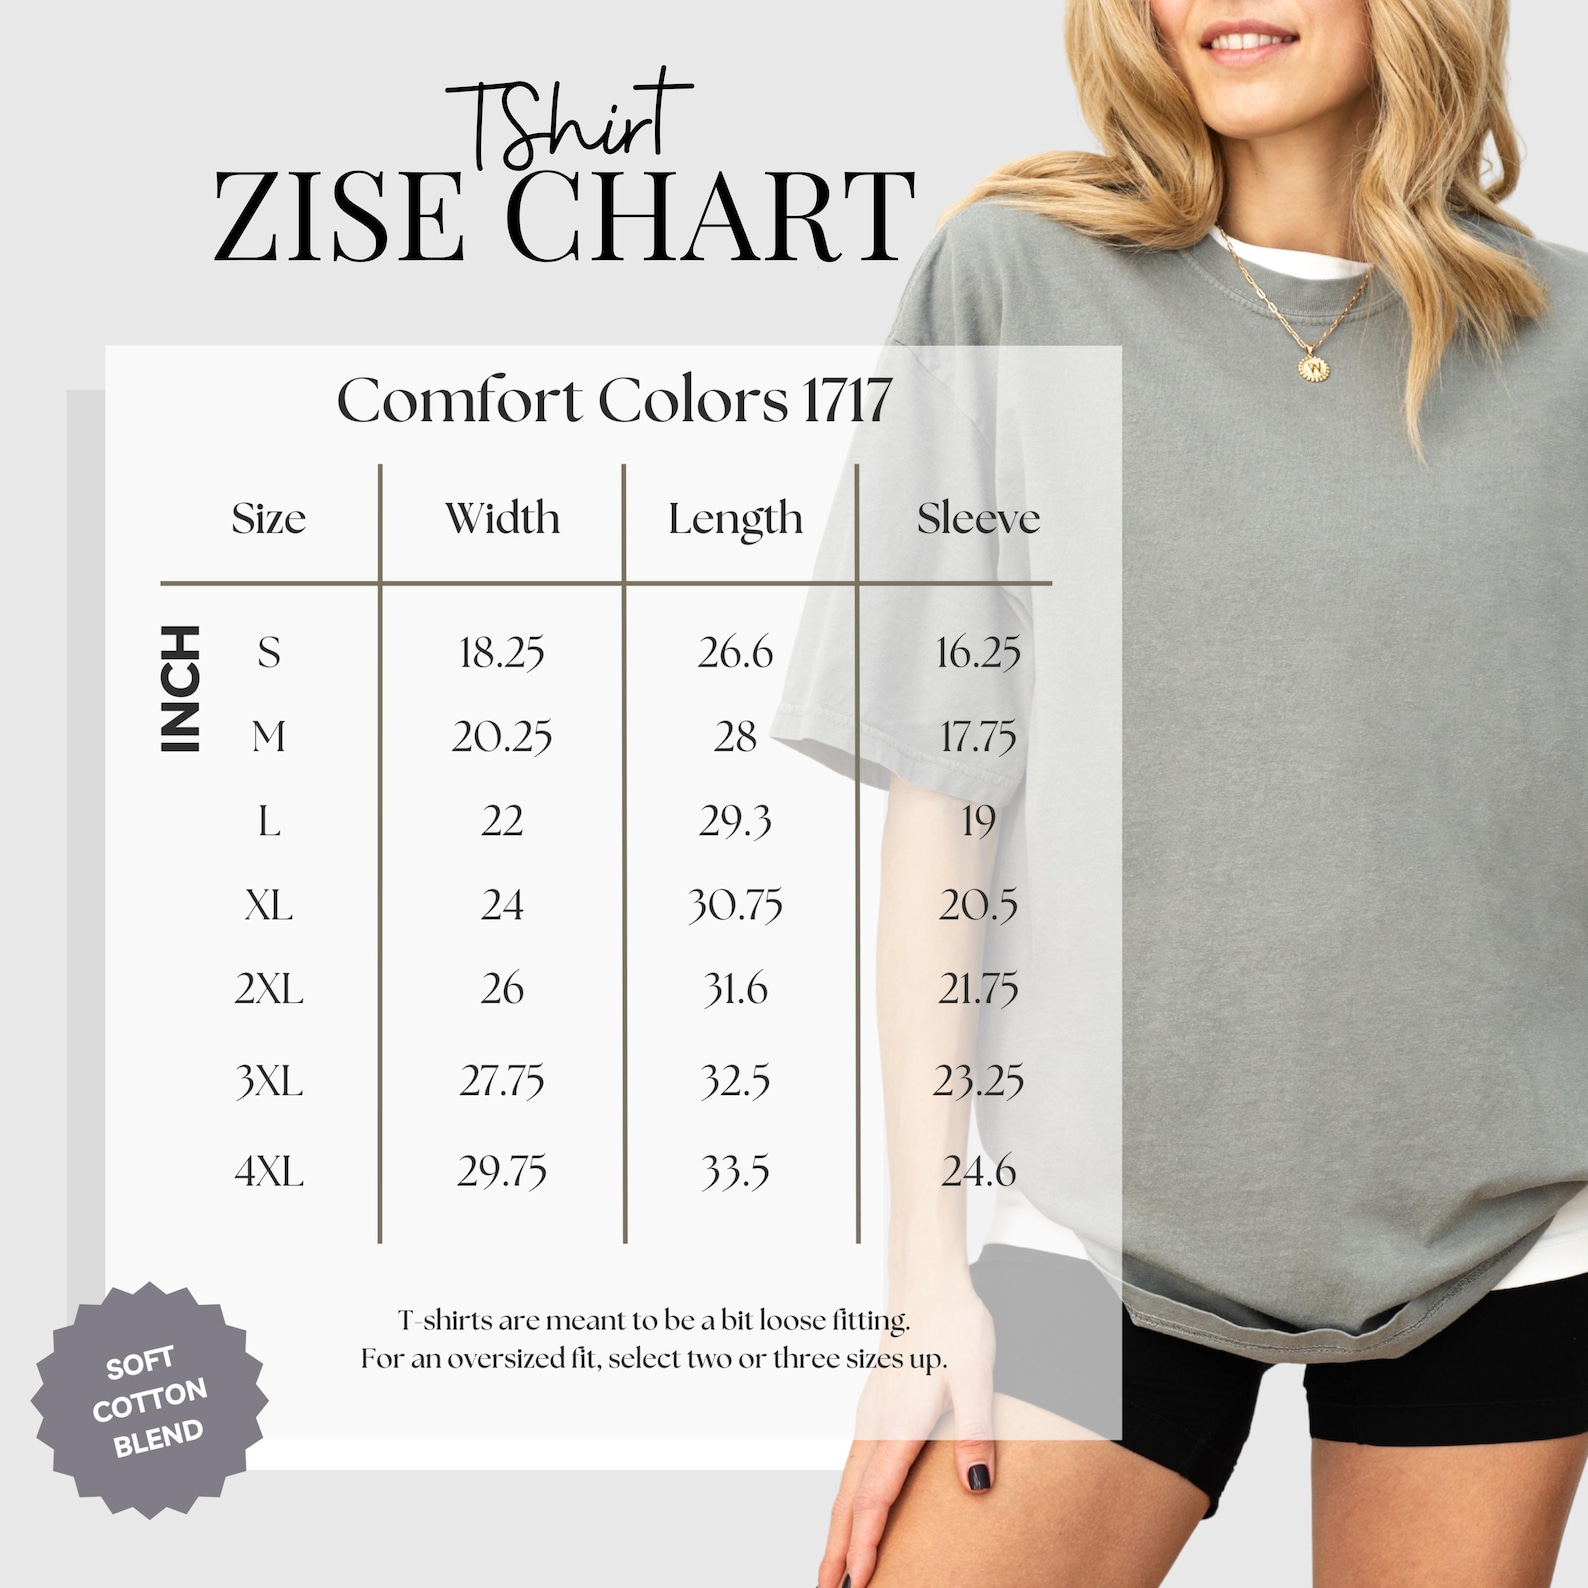 TShirt
ZISE CHART
Comfort Colors 1717
Size Width Length Sleeve
INCH
S 18.25 26.6 16.25
M 20.25 28 17.75
L 22 29.3 19
XL 24 30.75 20.5
2XL 26 31.6 21.75
3XL 27.75 32.5 23.25
4XL 29.75 33.5 24.6
T-shirts are meant to be a bit loose fitting.
For an oversized fit, select two or three sizes up.
SOFT
COTTON
BLEND